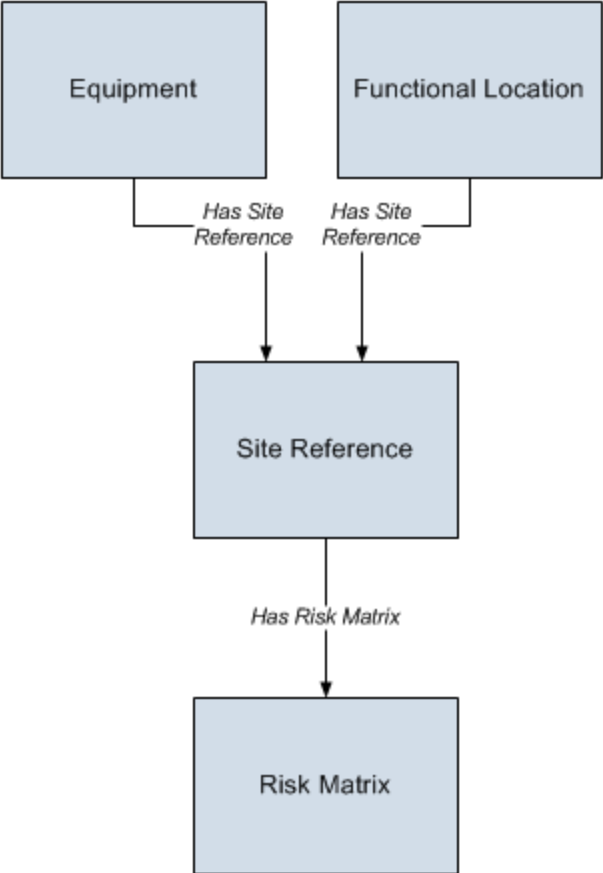 Equipment
Functional Location
Has Site
Reference
Has Site
Reference
Site Reference
Has Risk Matrix
Risk Matrix